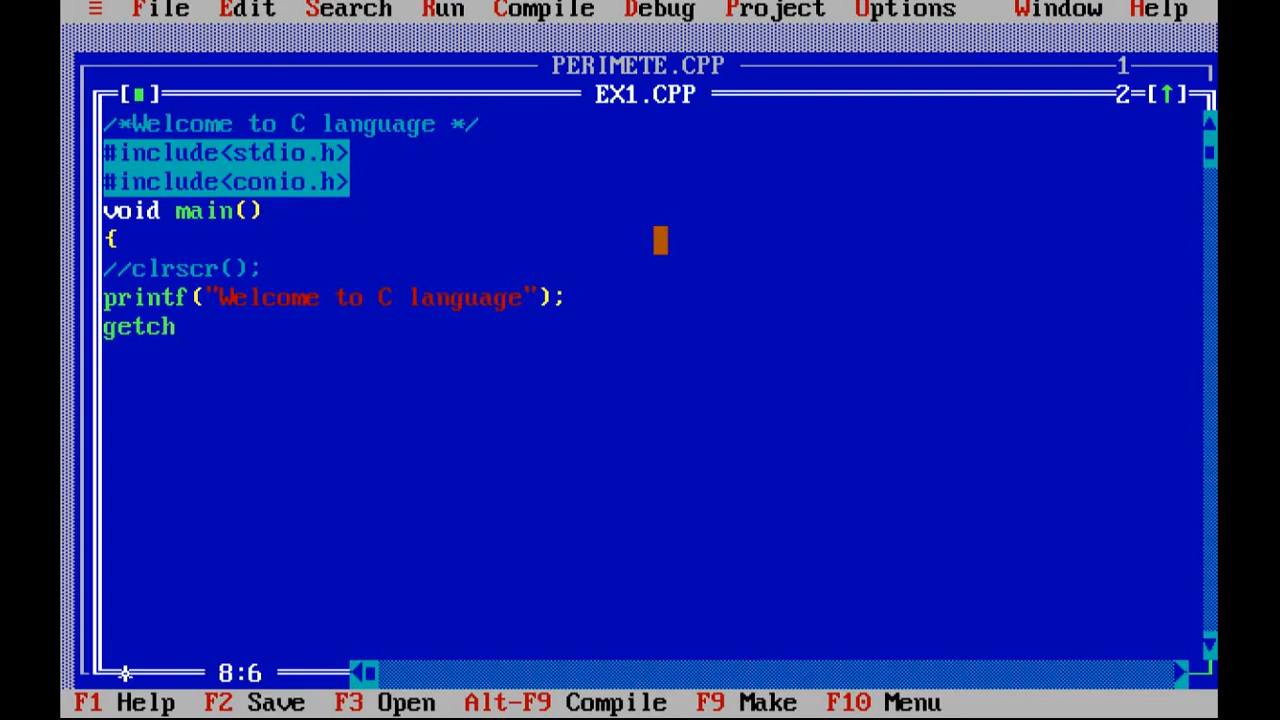 ≡ File Edit Search Run Compile Debug Project Options Window Help
PERIMETE.CPP 1
[■] EX1.CPP 2=[↑]
/*Welcome to C language */
#include<stdio.h>
#include<conio.h>
void main()
{
//clrscr();
printf("Welcome to C language");
getch
8:6
F1 Help F2 Save F3 Open Alt-F9 Compile F9 Make F10 Menu